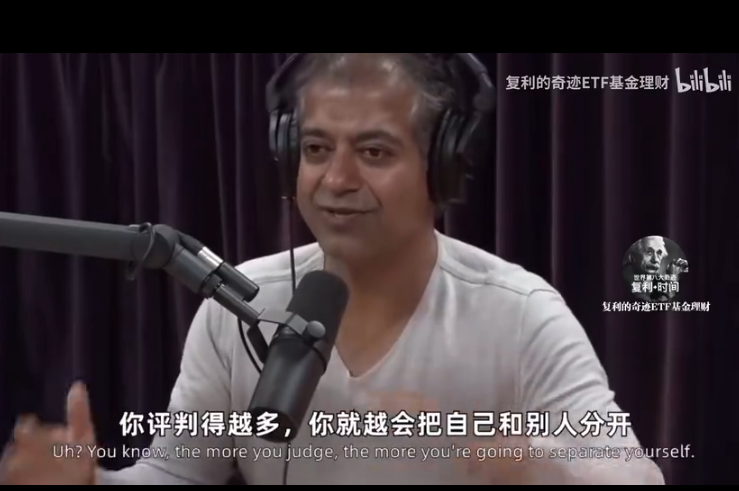 复利的奇迹ETF基金理财 bilibili
世界第八大奇迹
复利•时间
复利的奇迹ETF基金理财
你评判得越多，你就越会把自己和别人分开
Uh? You know, the more you judge, the more you're going to separate yourself.